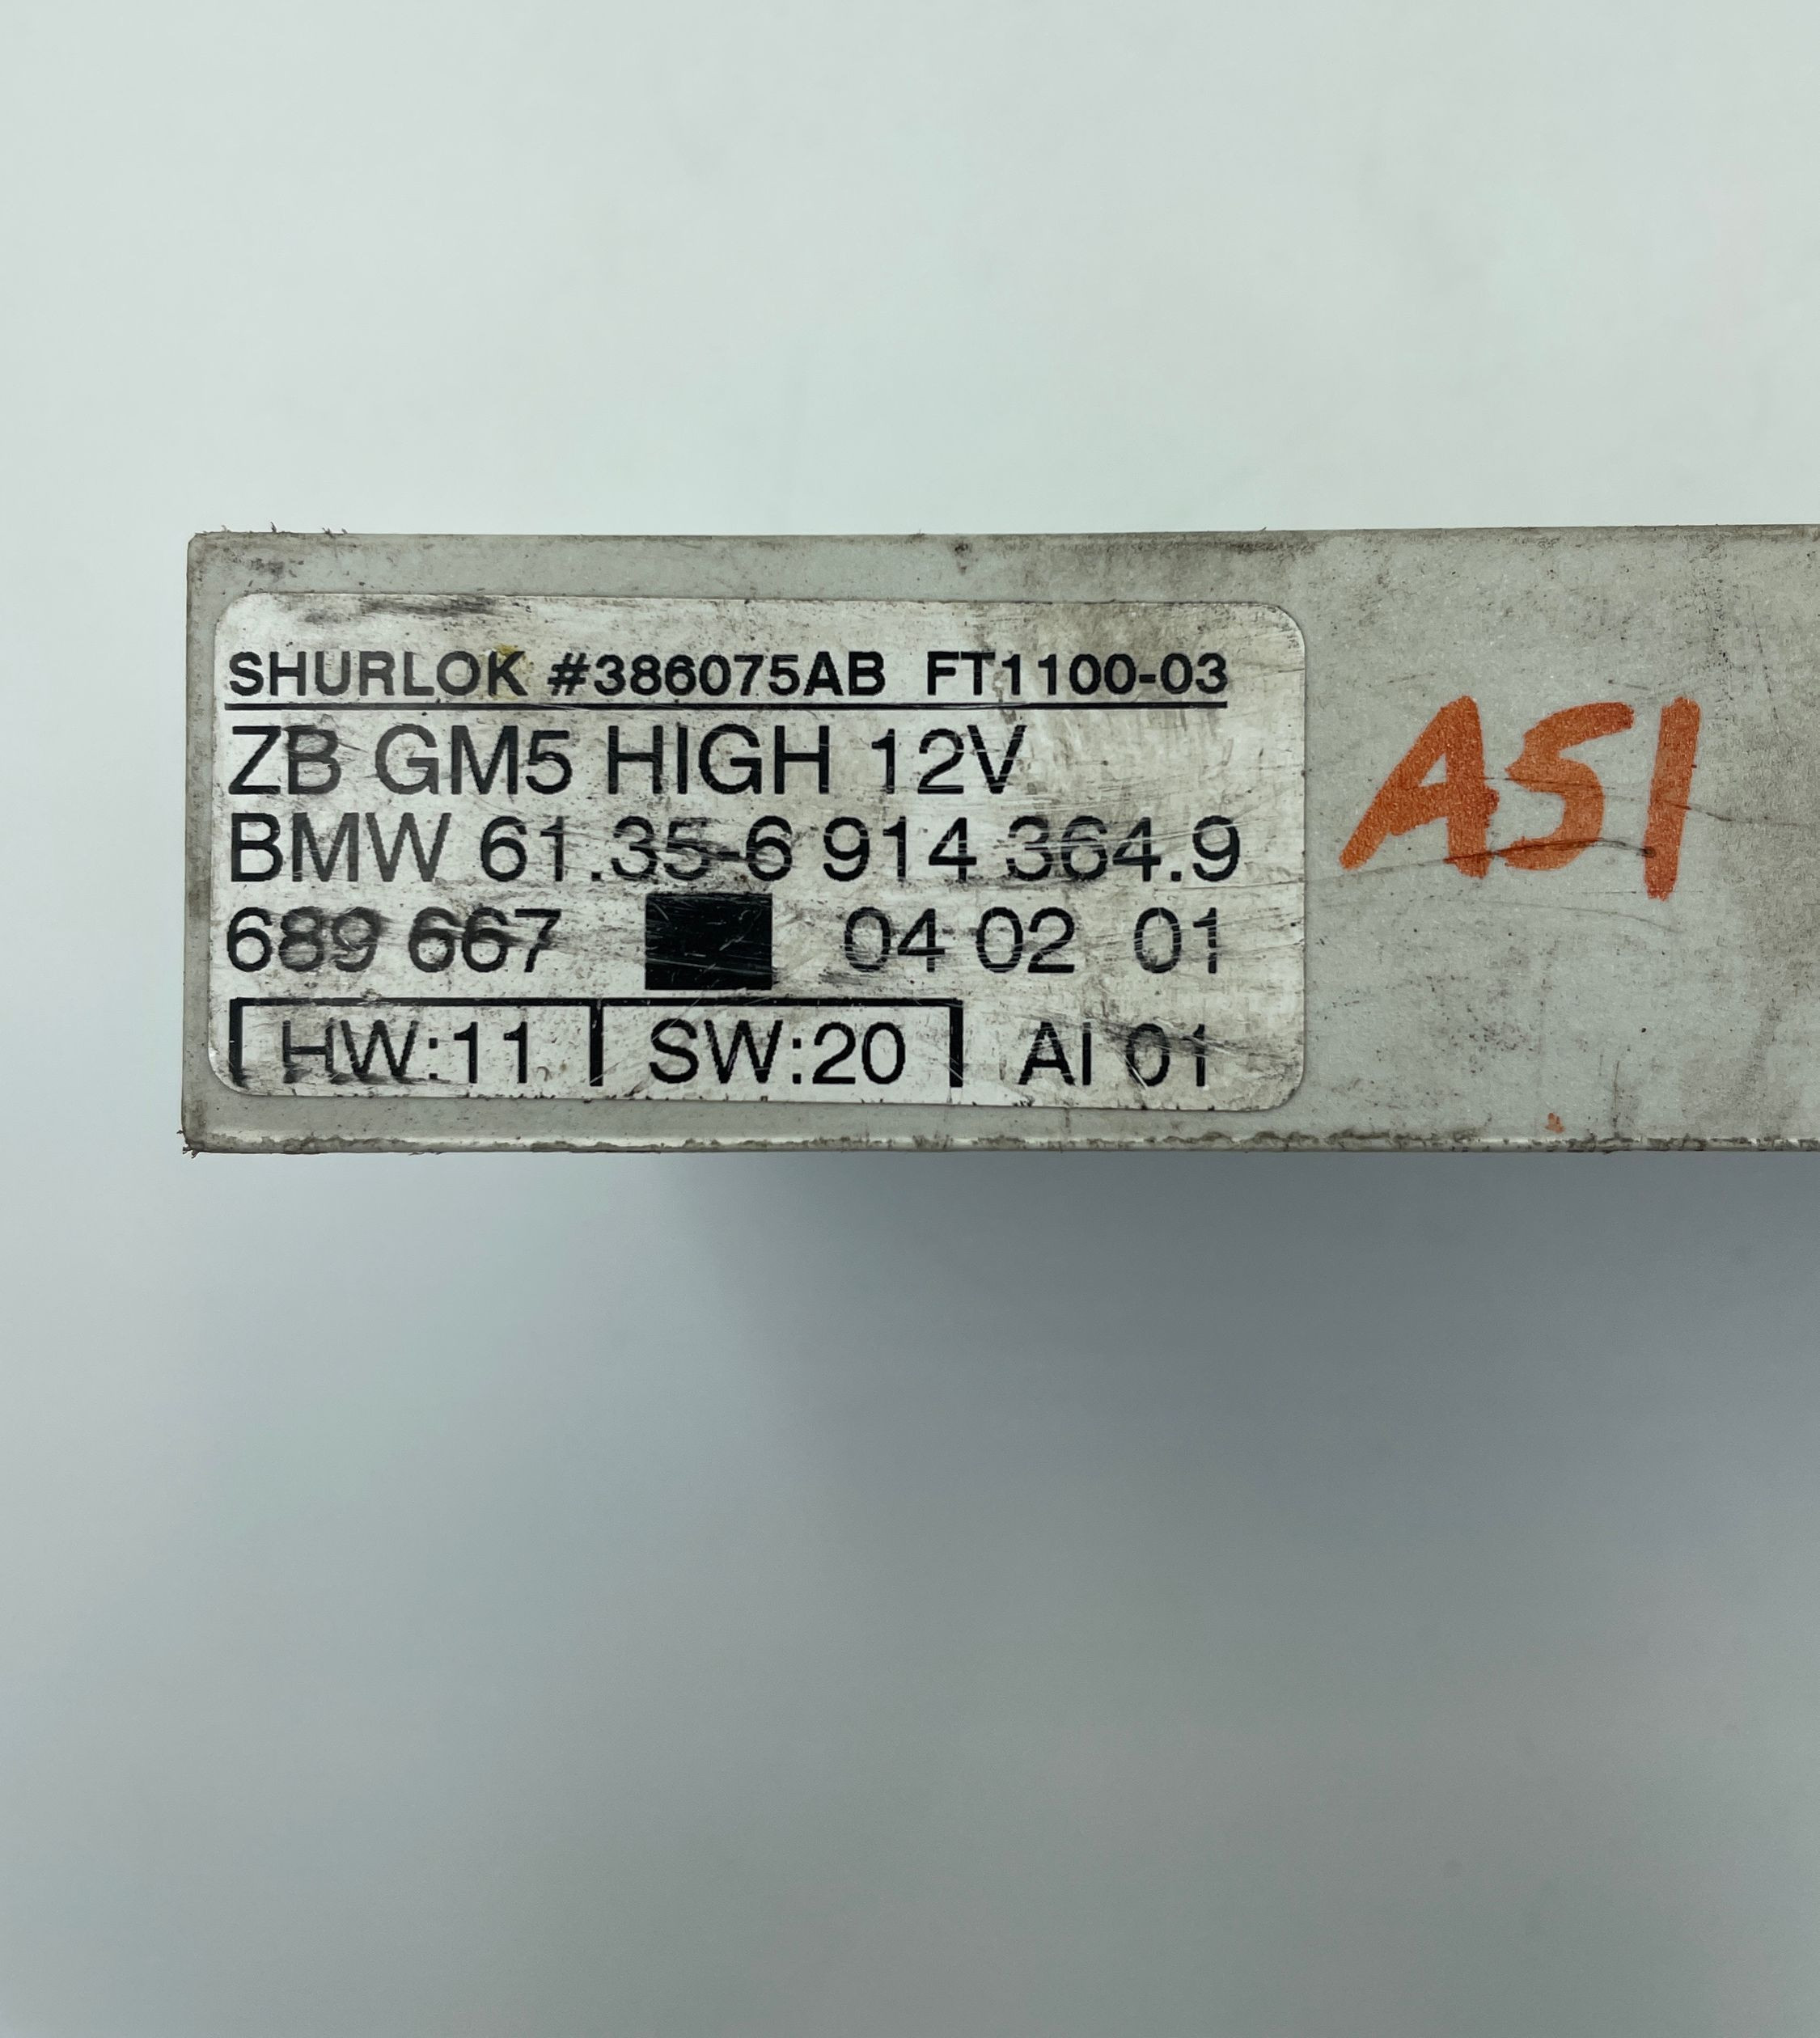 SHURLOK #386075AB FT1100-03
ZB GM5 HIGH 12V
BMW 61.35-6 914 364.9
689 667 04 02 01
HW:11 SW:20 AI 01
AS1